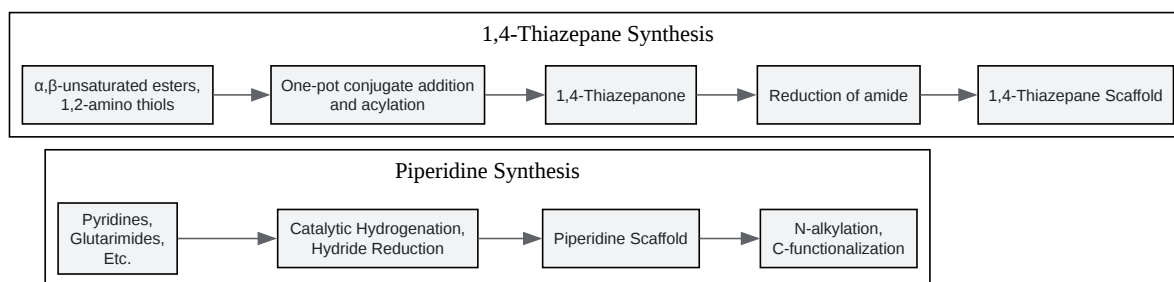 1,4-Thiazepane Synthesis
α,β-unsaturated esters,
1,2-amino thiols
One-pot conjugate addition
and acylation
1,4-Thiazepanone
Reduction of amide
1,4-Thiazepane Scaffold
Piperidine Synthesis
Pyridines,
Glutarimides,
Etc.
Catalytic Hydrogenation,
Hydride Reduction
Piperidine Scaffold
N-alkylation,
C-functionalization